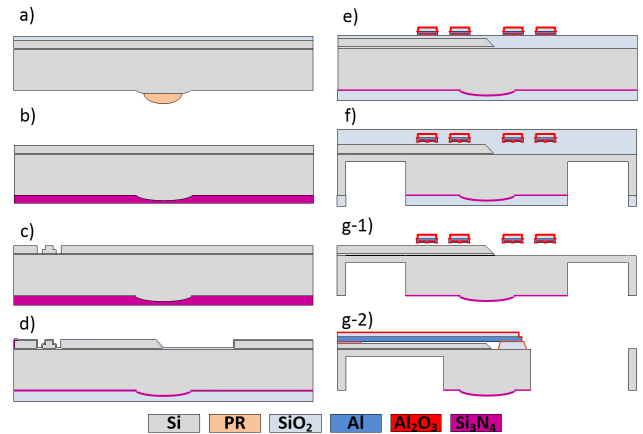 a)
b)
c)
d)
e)
f)
g-1)
g-2)
Si PR SiO₂ Al Al₂O₃ Si₃N₄